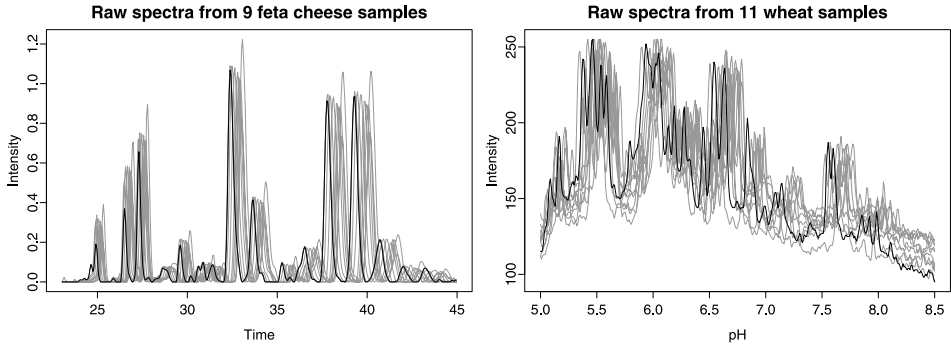 Raw spectra from 9 feta cheese samples
Intensity
0.0 0.2 0.4 0.6 0.8 1.0 1.2
25 30 35 40 45
Time
Raw spectra from 11 wheat samples
Intensity
100 150 200 250
5.0 5.5 6.0 6.5 7.0 7.5 8.0 8.5
pH